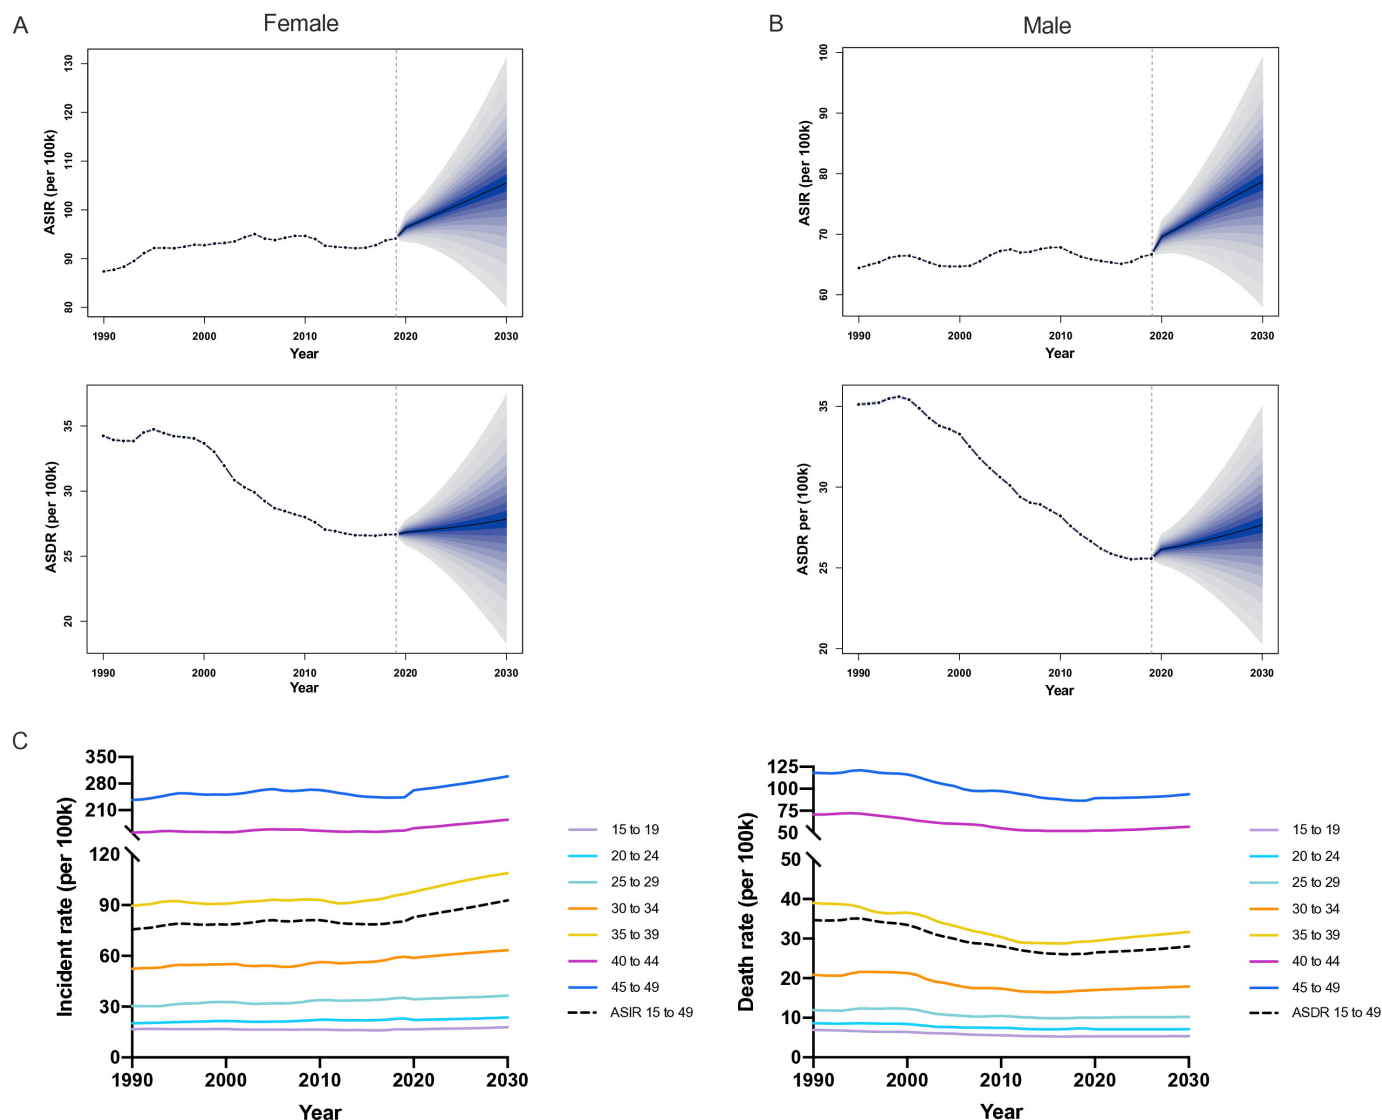 A
Female
130
120
110
100
90
80
ASIR (per 100k)
1990
2000
2010
2020
2030
Year
B
Male
100
90
80
70
60
ASIR (per 100k)
1990
2000
2010
2020
2030
Year
35
30
25
20
ASDR (per 100k)
1990
2000
2010
2020
2030
Year
35
30
25
20
ASDR per (100k)
1990
2000
2010
2020
2030
Year
C
350
280
210
120
90
60
30
0
Incident rate (per 100k)
1990
2000
2010
2020
2030
Year
15 to 19
20 to 24
25 to 29
30 to 34
35 to 39
40 to 44
45 to 49
ASIR 15 to 49
125
100
75
50
50
40
30
20
10
0
Death rate (per 100k)
1990
2000
2010
2020
2030
Year
15 to 19
20 to 24
25 to 29
30 to 34
35 to 39
40 to 44
45 to 49
ASDR 15 to 49